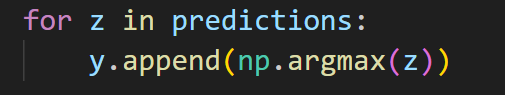 for z in predictions:
    y.append(np.argmax(z))